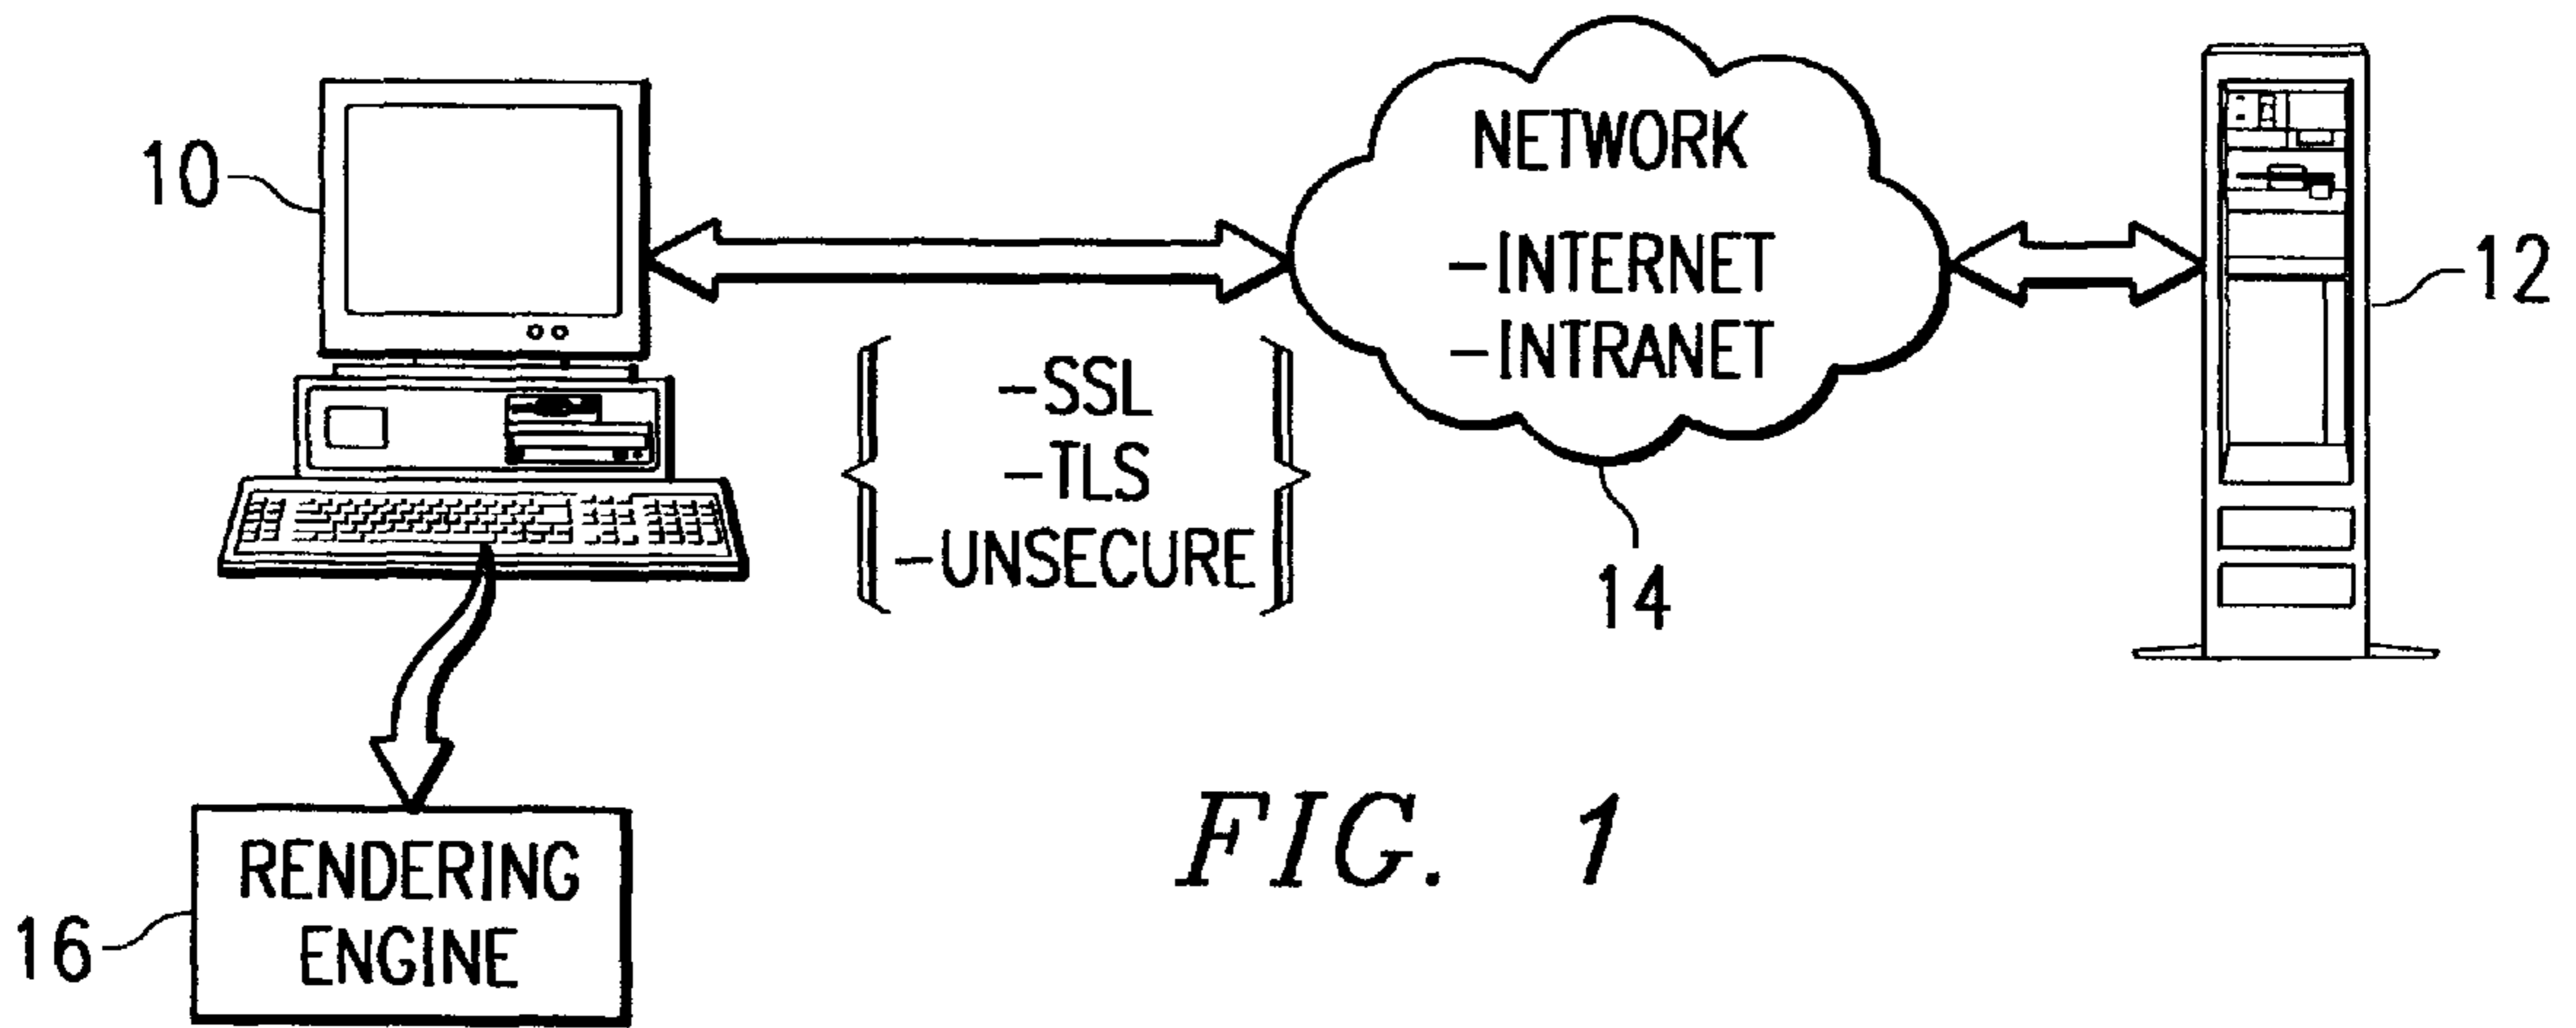 10
NETWORK
-INTERNET
-INTRANET
12
-SSL
-TLS
-UNSECURE
14
RENDERING
ENGINE
16
FIG. 1